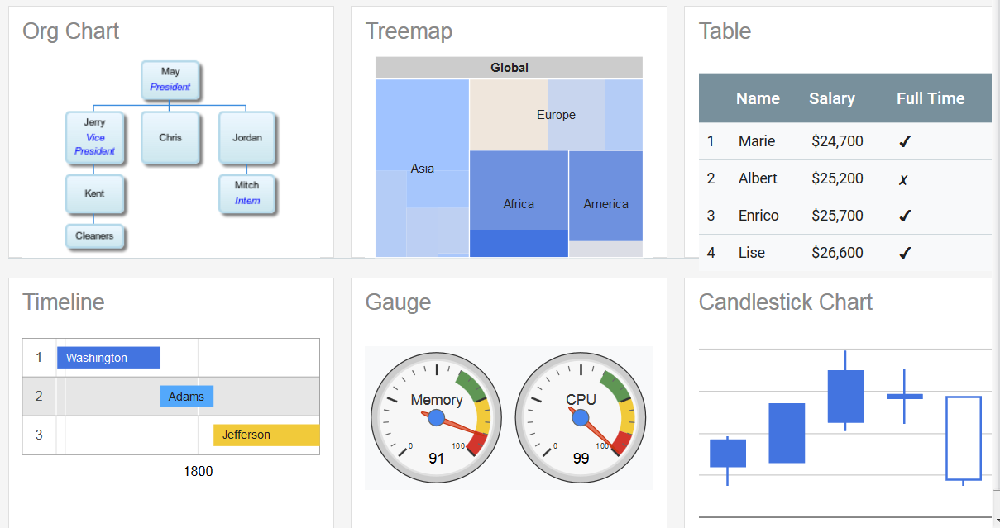 Org Chart
May
President
Jerry
Vice
President
Chris
Jordan
Kent
Mitch
Intern
Cleaners
Treemap
Global
Asia
Europe
Africa
America
Table
Name Salary Full Time
1 Marie $24,700 ✔
2 Albert $25,200 ✗
3 Enrico $25,700 ✔
4 Lise $26,600 ✔
Timeline
1 Washington
2 Adams
3 Jefferson
1800
Gauge
Memory
0 100
91
CPU
0 100
99
Candlestick Chart